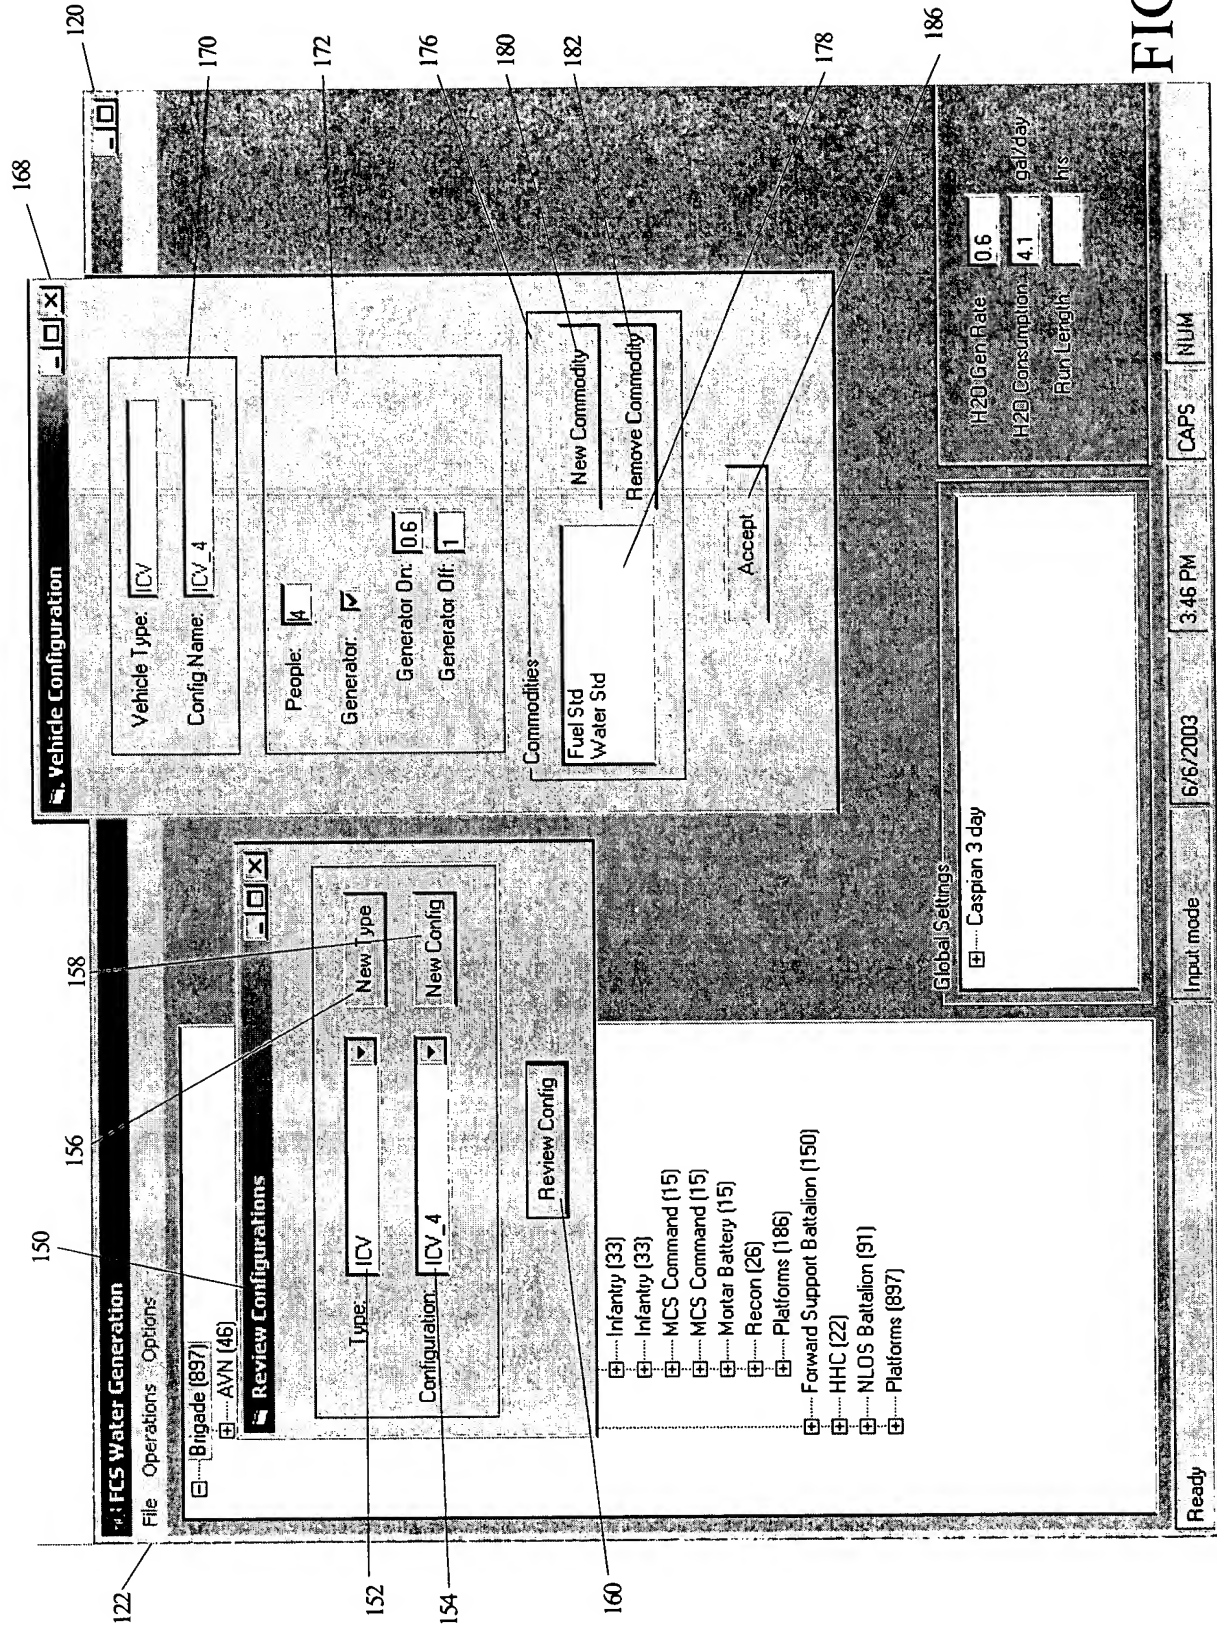 FCS Water Generation
File Operations Options
Brigade (897)
AVN (46)
Review Configurations
Type: ICV
New Type
Configuration: ICV_4
New Config
Review Config
Infantry (33)
Infantry (33)
MCS Command (15)
MCS Command (15)
Mortar Battery (15)
Recon (26)
Platforms (186)
Forward Support Battalion (150)
HHC (22)
NLOS Battalion (91)
Platforms (897)
Vehicle Configuration
Vehicle Type: ICV
Config Name: ICV_4
People: 4
Generator:
Generator On: 0.6
Generator Off: 1
Commodities
Fuel Std
Water Std
New Commodity
Remove Commodity
Accept
Global Settings
Caspian 3 day
H20 Gen Rate 0.6
H20 Consumption: 4.1 gal/day
Run Length: hrs
Ready Input mode 6/6/2003 3:46 PM CAPS NUM
122
150
156
158
168
120
170
172
176
180
182
178
186
152
154
160
FIG